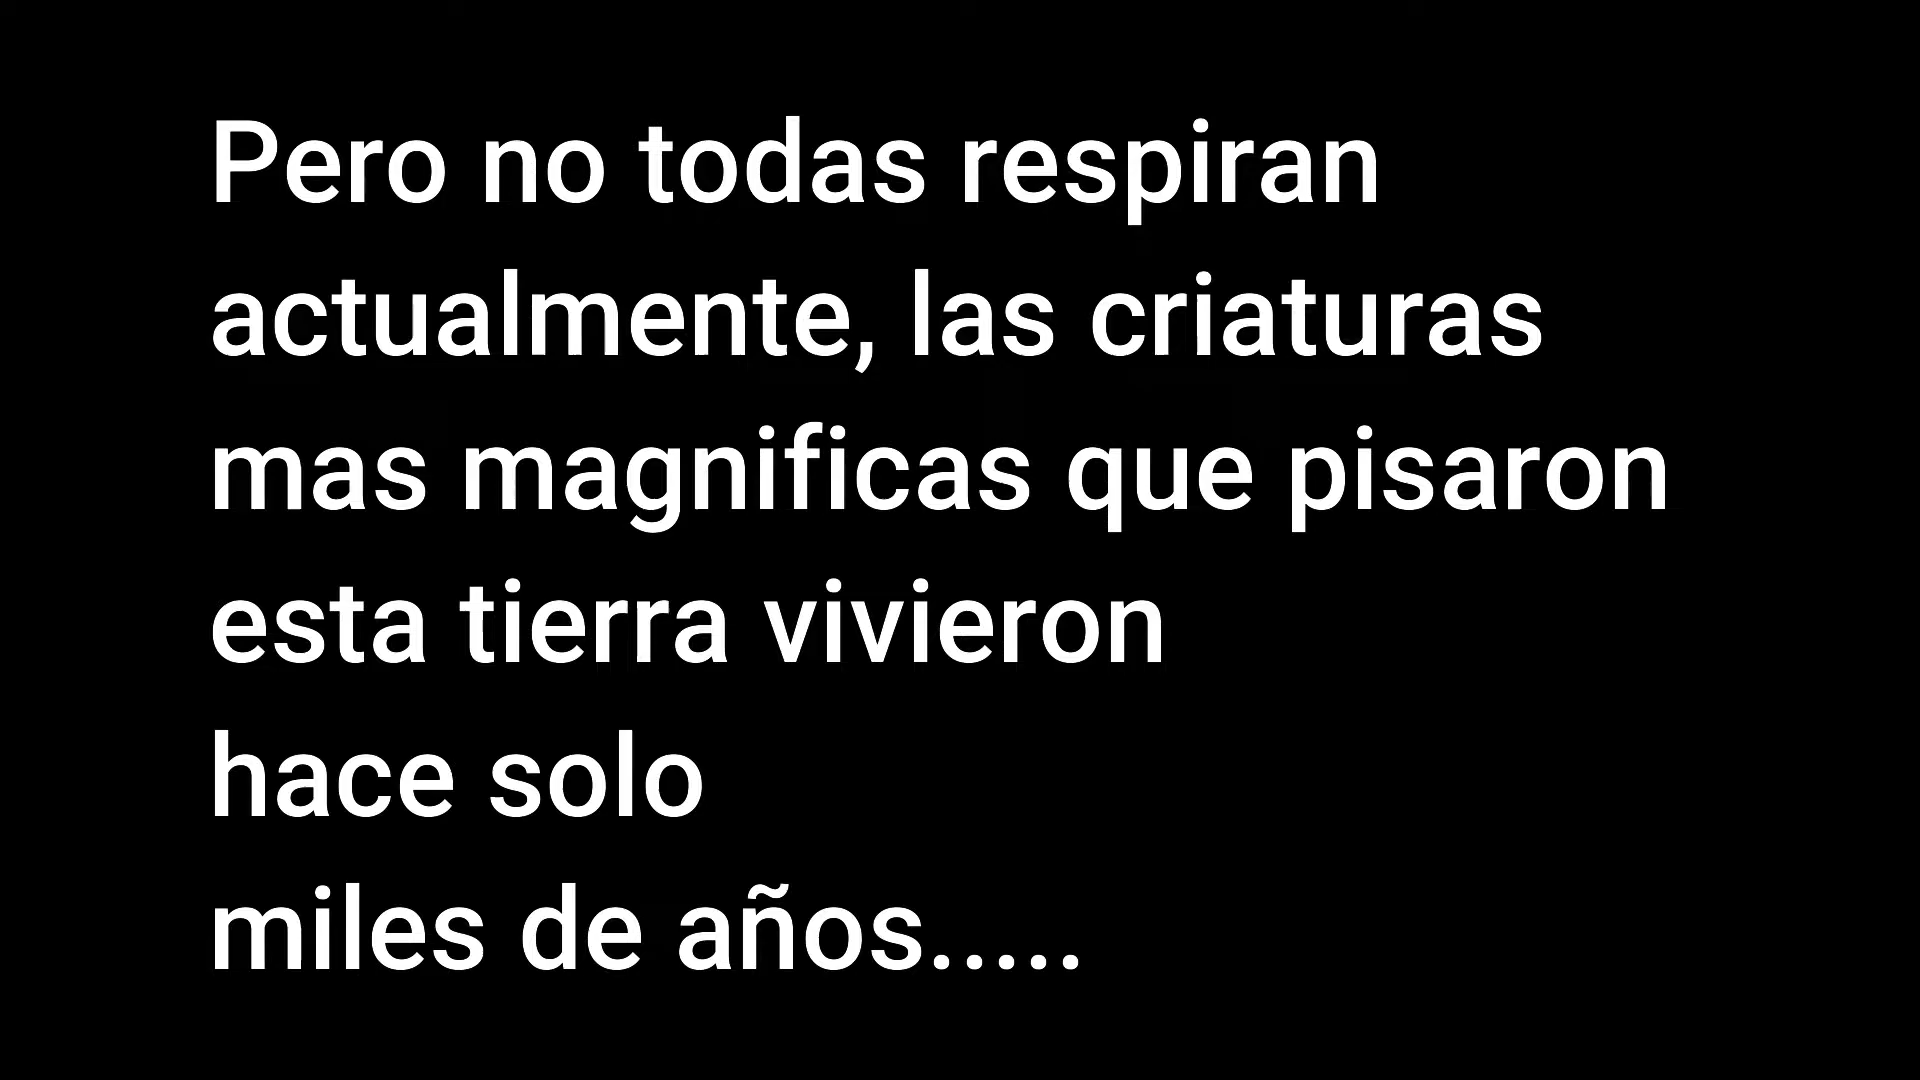 Pero no todas respiran
actualmente, las criaturas
mas magnificas que pisaron
esta tierra vivieron
hace solo
miles de años.....